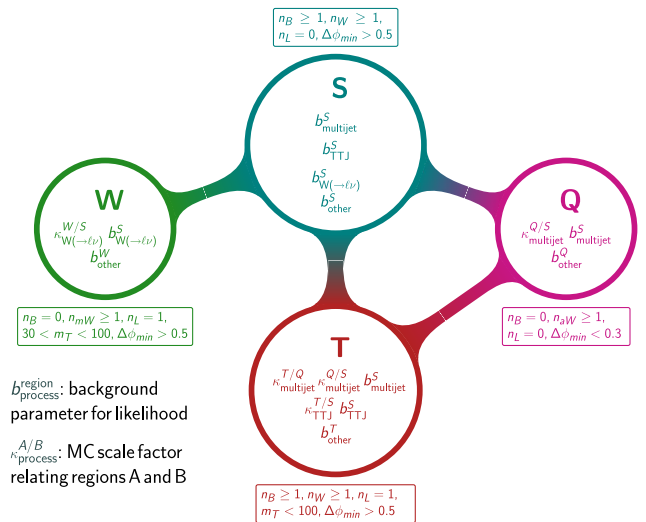 n_B ≥ 1, n_W ≥ 1,
n_L = 0, Δϕ_min > 0.5
S
b^S_multijet
b^S_TTJ
b^S_W(→ℓν)
b^S_other
W
κ^W/S_W(→ℓν) b^S_W(→ℓν)
b^W_other
n_B = 0, n_mW ≥ 1, n_L = 1,
30 < m_T < 100, Δϕ_min > 0.5
Q
κ^Q/S_multijet b^S_multijet
b^Q_other
n_B = 0, n_aW ≥ 1,
n_L = 0, Δϕ_min < 0.3
T
κ^T/Q_multijet κ^Q/S_multijet b^S_multijet
κ^T/S_TTJ b^S_TTJ
b^T_other
n_B ≥ 1, n_W ≥ 1, n_L = 1,
m_T < 100, Δϕ_min > 0.5
b^region_process: background
parameter for likelihood
κ^A/B_process: MC scale factor
relating regions A and B